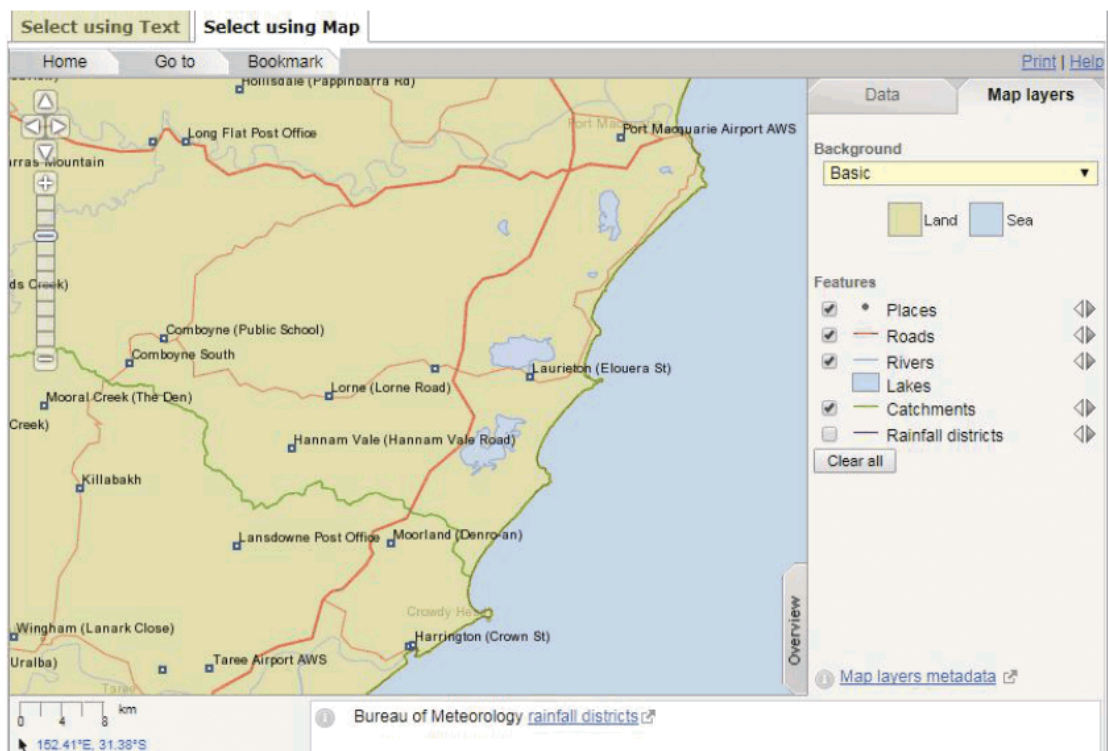 Select using Text Select using Map
Home Go to Bookmark Print | Help
Hollisdale (Pappinbarra Rd)
Data Map layers
Long Flat Post Office
Port Macquarie Airport AWS
arras Mountain
Background
Basic
Land Sea
ds Creek)
Features
Places
Roads
Rivers
Lakes
Catchments
Rainfall districts
Clear all
Comboyne (Public School)
Comboyne South
Laurieton (Elouera St)
Lorne (Lorne Road)
Mooral Creek (The Den)
Creek)
Hannam Vale (Hannam Vale Road)
Killabakh
Lansdowne Post Office
Moorland (Denro-an)
Crowdy Head
Wingham (Lanark Close)
Harrington (Crown St)
Uralba)
Taree Airport AWS
Taree
Overview
Map layers metadata
km
0 4 8
Bureau of Meteorology rainfall districts
152.41°E, 31.38°S